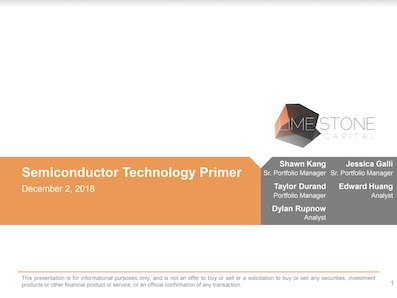 LIMESTONE
CAPITAL
Semiconductor Technology Primer
December 2, 2018
Shawn Kang
Sr. Portfolio Manager
Jessica Galli
Sr. Portfolio Manager
Taylor Durand
Portfolio Manager
Edward Huang
Analyst
Dylan Rupnow
Analyst
This presentation is for informational purposes only, and is not an offer to buy or sell or a solicitation to buy or sell any securities, investment
products or other financial product or service, or an official confirmation of any transaction.
1